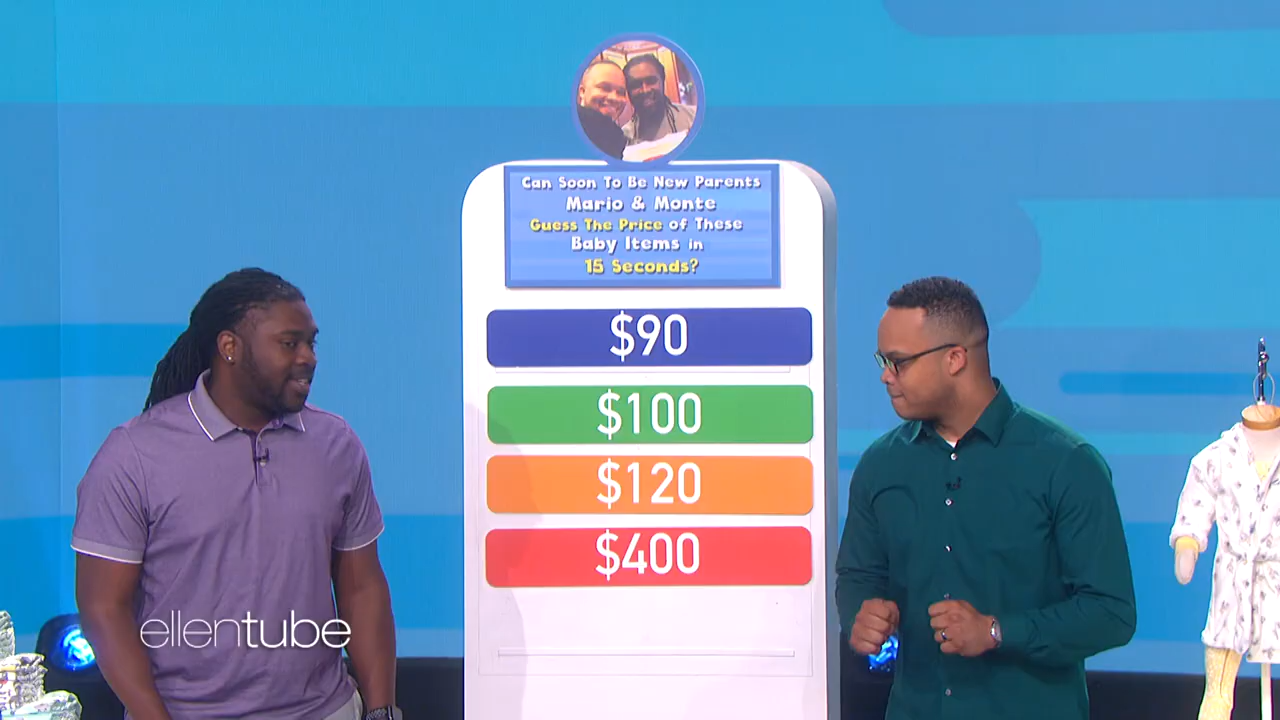 Can Soon To Be New Parents
Mario & Monte
Guess The Price of These
Baby Items in
15 Seconds?
$90
$100
$120
$400
ellentube